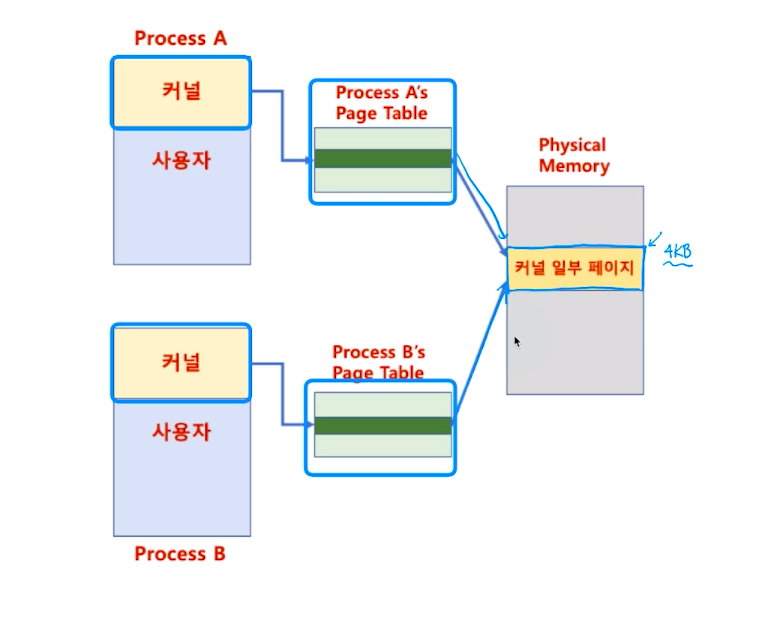 Process A
커널
사용자
Process A's
Page Table
Physical
Memory
커널 일부 페이지
4KB
커널
사용자
Process B's
Page Table
Process B